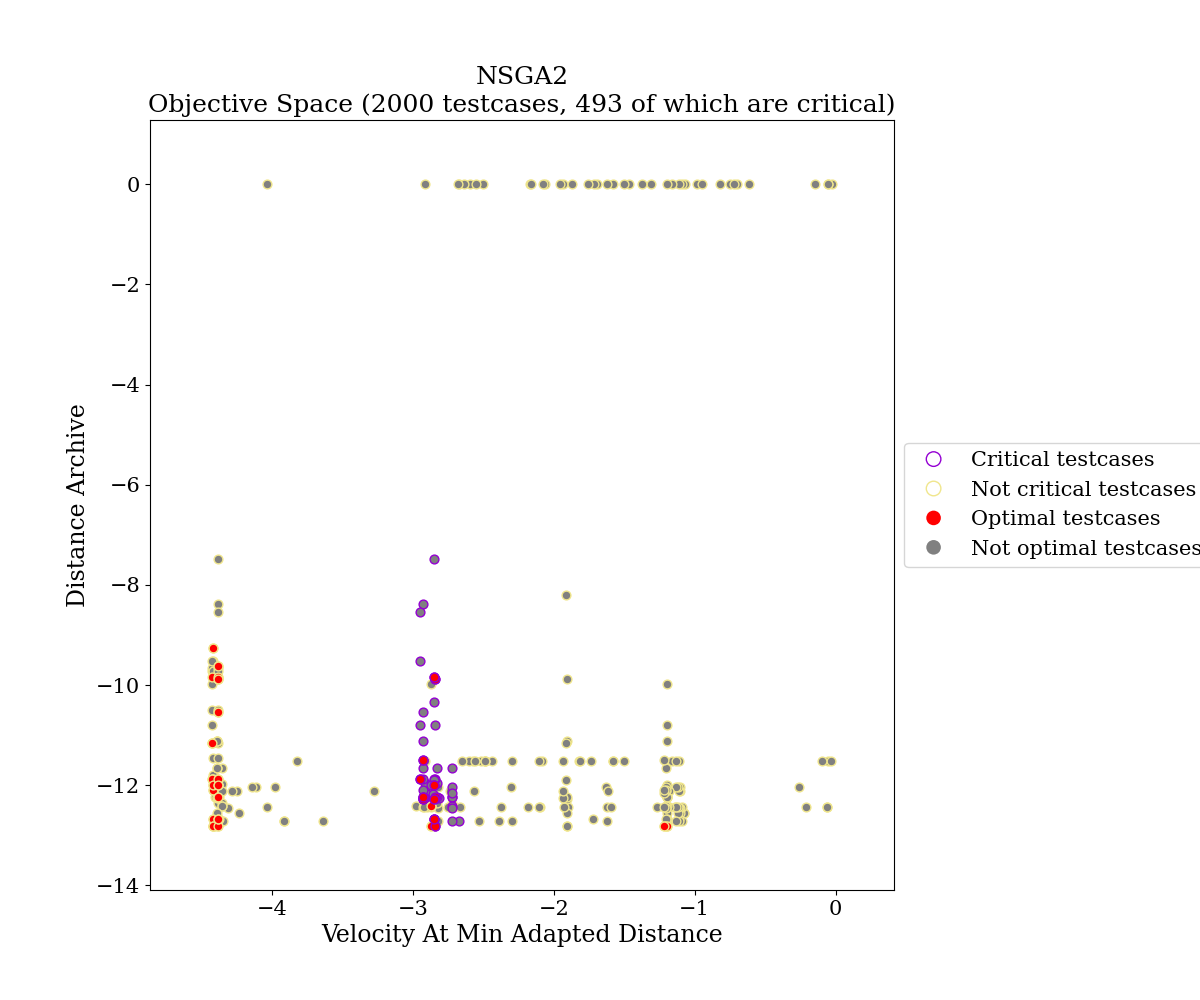 NSGA2
Objective Space (2000 testcases, 493 of which are critical)
0
−2
−4
−6
−8
−10
−12
−14
Distance Archive
−4
−3
−2
−1
0
Velocity At Min Adapted Distance
Critical testcases
Not critical testcases
Optimal testcases
Not optimal testcases